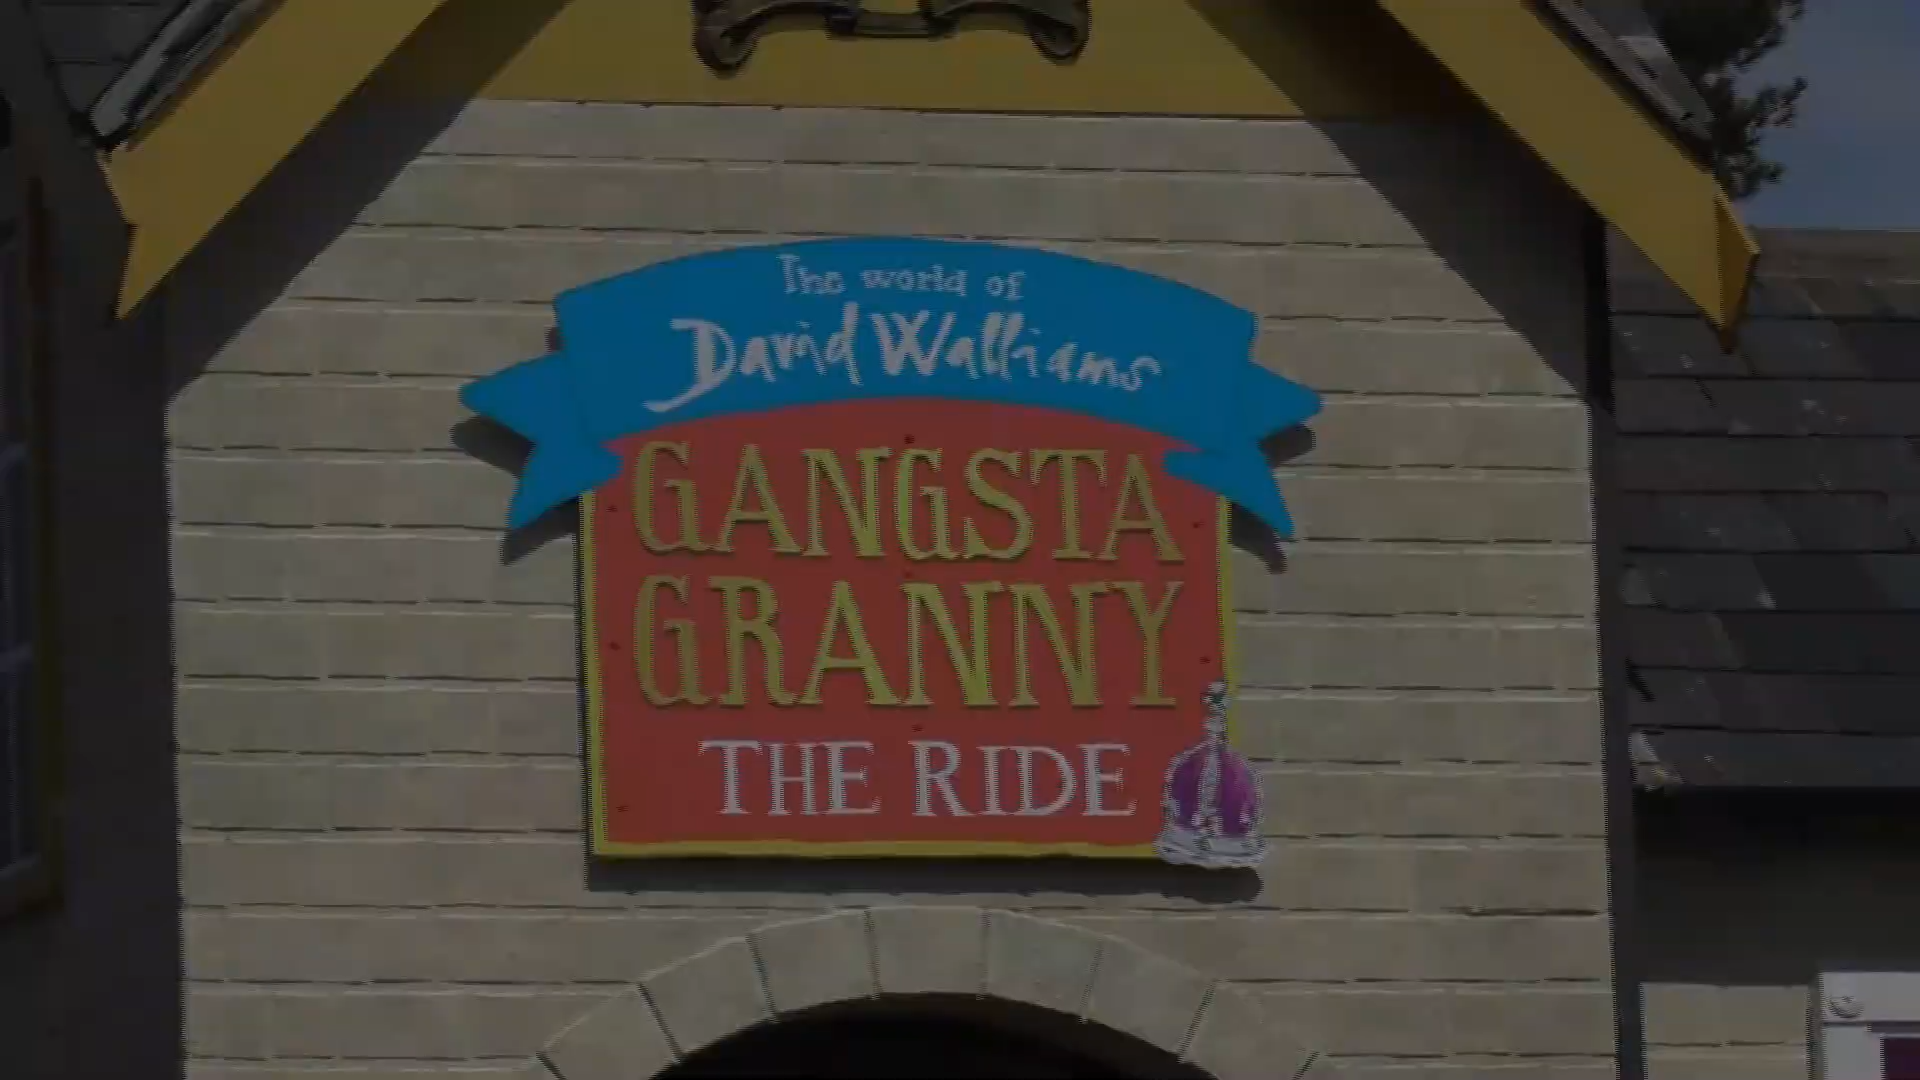 The world of
David Walliams
GANGSTA
GRANNY
THE RIDE